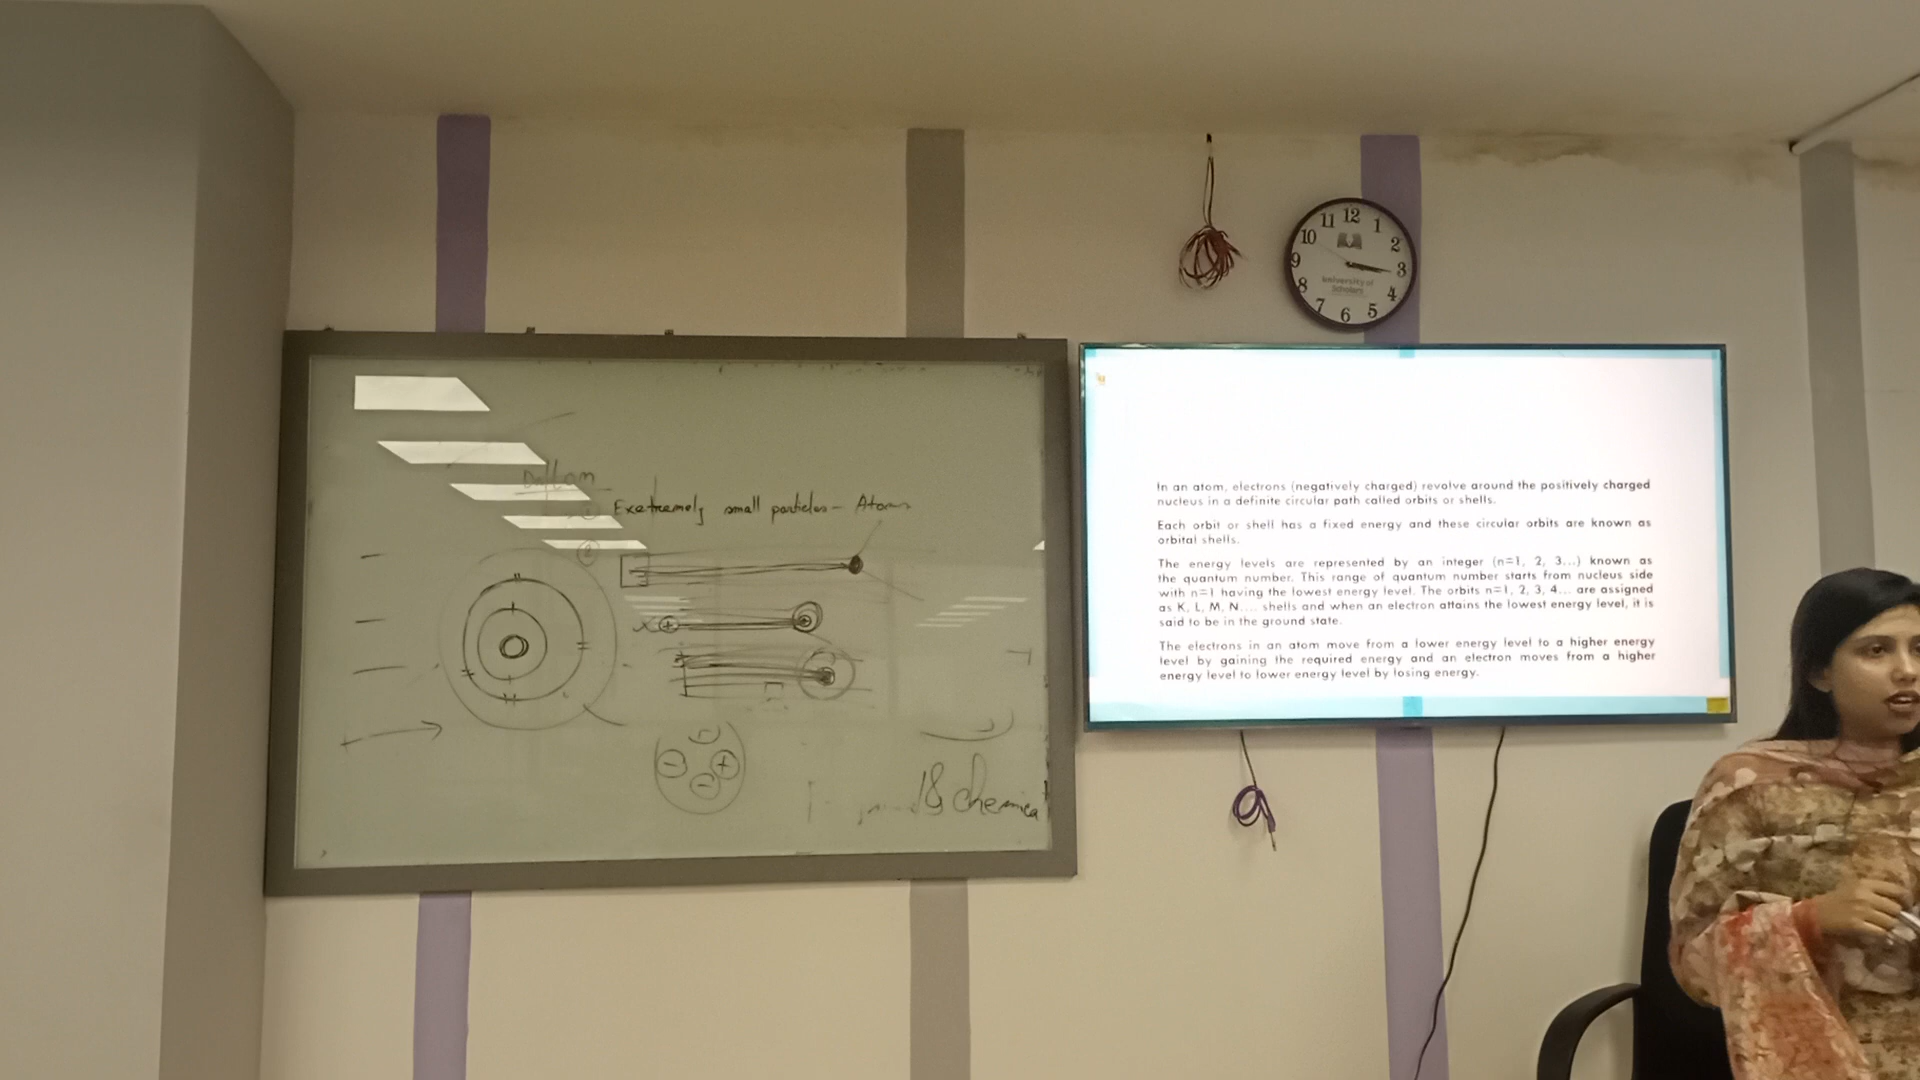 12
11
1
10
2
9
3
8
4
7
5
6
University of
Scholars
Dalton
① Exetremely small particles – Atoms
②
X +
n
− +
−
18 chemica
In an atom, electrons (negatively charged) revolve around the positively charged
nucleus in a definite circular path called orbits or shells.
Each orbit or shell has a fixed energy and these circular orbits are known as
orbital shells.
The energy levels are represented by an integer (n=1, 2, 3...) known as
the quantum number. This range of quantum number starts from nucleus side
with n=1 having the lowest energy level. The orbits n=1, 2, 3, 4... are assigned
as K, L, M, N.... shells and when an electron attains the lowest energy level, it is
said to be in the ground state.
The electrons in an atom move from a lower energy level to a higher energy
level by gaining the required energy and an electron moves from a higher
energy level to lower energy level by losing energy.